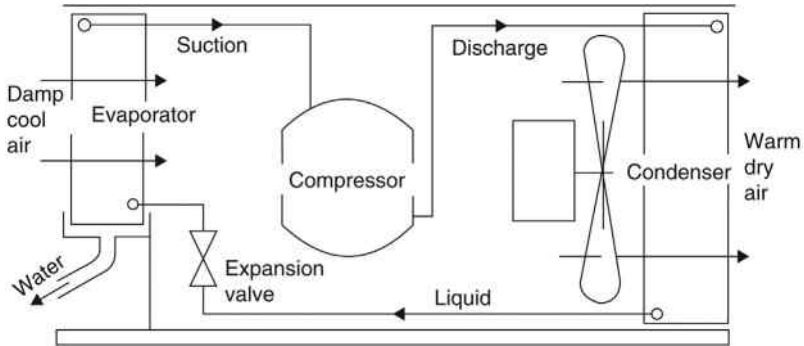 Suction
Discharge
Damp
cool
air
Evaporator
Compressor
Condenser
Warm
dry
air
Water
Expansion
valve
Liquid